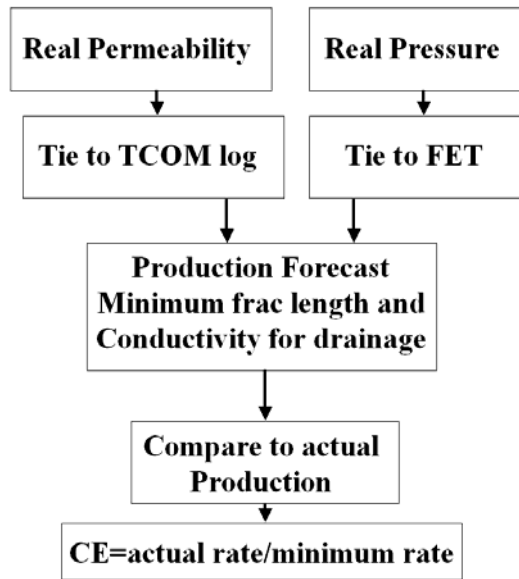 Real Permeability
Real Pressure
Tie to TCOM log
Tie to FET
Production Forecast
Minimum frac length and
Conductivity for drainage
Compare to actual
Production
CE=actual rate/minimum rate